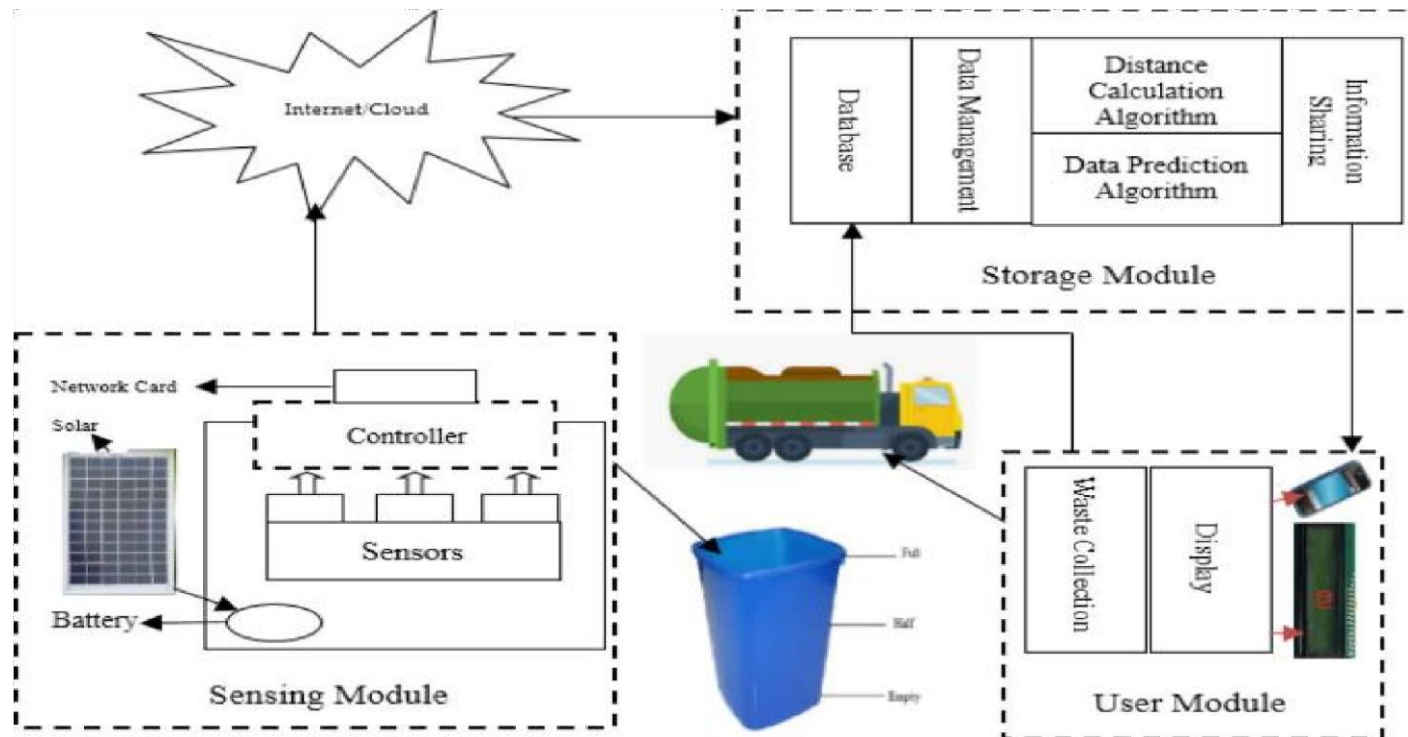 Internet/Cloud
Database
Data Management
Distance
Calculation
Algorithm
Data Prediction
Algorithm
Information
Sharing
Storage Module
Network Card
Solar
Controller
Sensors
Battery
Sensing Module
Full
Half
Empty
Waste Collection
Display
User Module